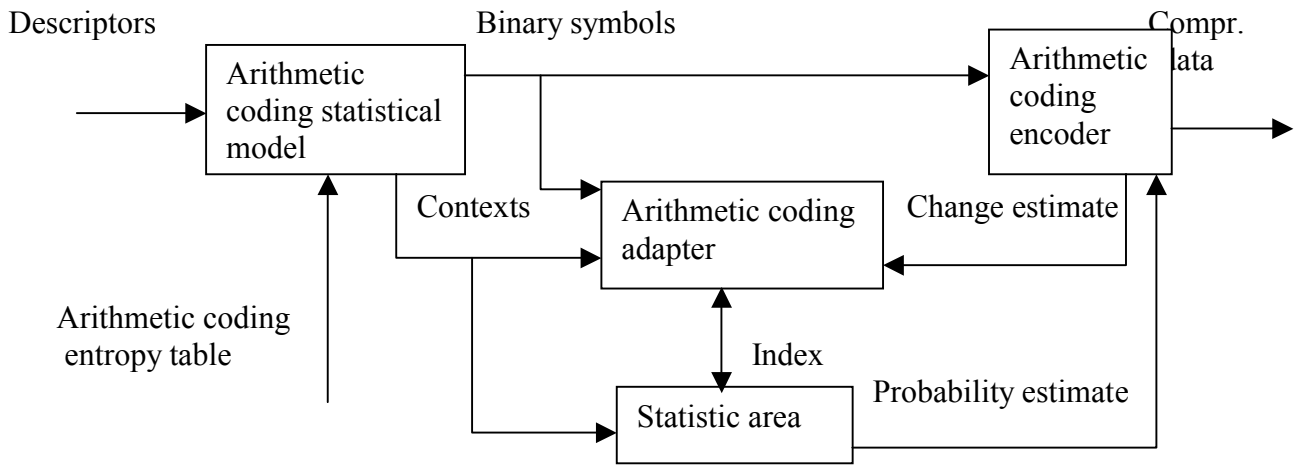 Descriptors
Binary symbols
Compr.
data
Arithmetic
coding statistical
model
Arithmetic
coding
encoder
Contexts
Arithmetic coding
adapter
Change estimate
Arithmetic coding
entropy table
Index
Statistic area
Probability estimate